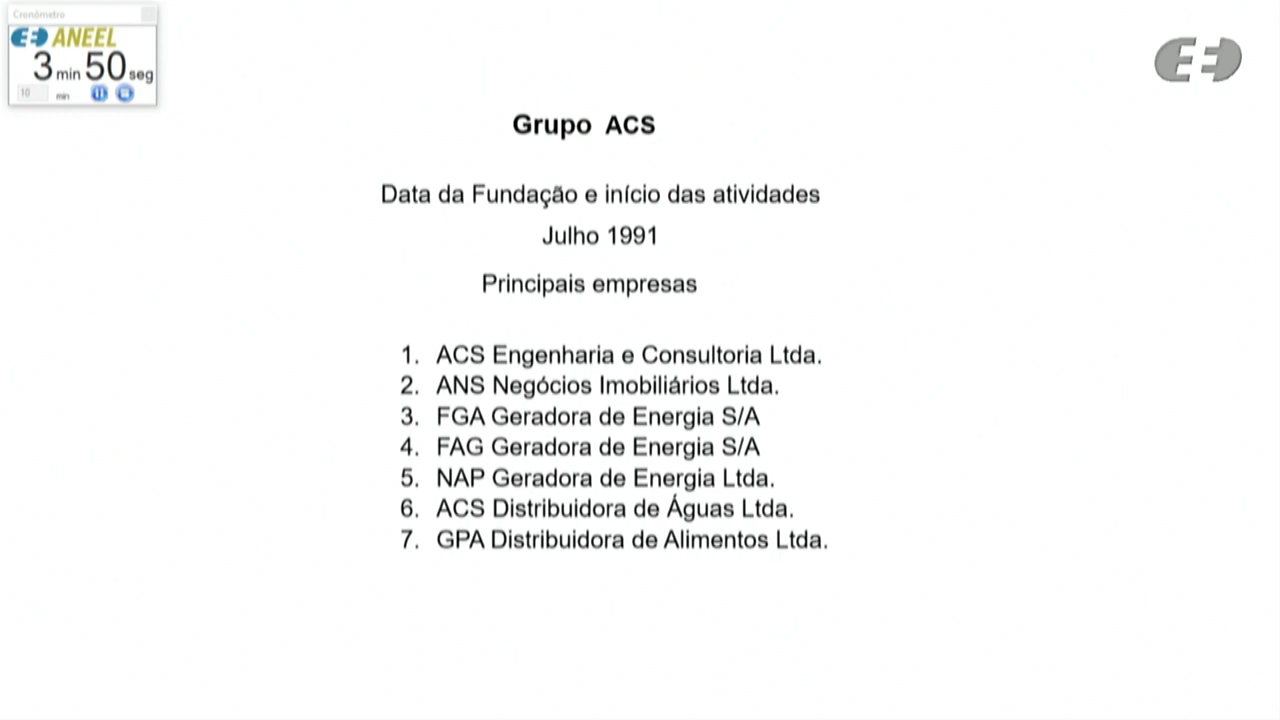 Cronômetro
ANEEL
3 min 50 seg
10 min
Grupo ACS
Data da Fundação e início das atividades
Julho 1991
Principais empresas
1. ACS Engenharia e Consultoria Ltda.
2. ANS Negócios Imobiliários Ltda.
3. FGA Geradora de Energia S/A
4. FAG Geradora de Energia S/A
5. NAP Geradora de Energia Ltda.
6. ACS Distribuidora de Águas Ltda.
7. GPA Distribuidora de Alimentos Ltda.